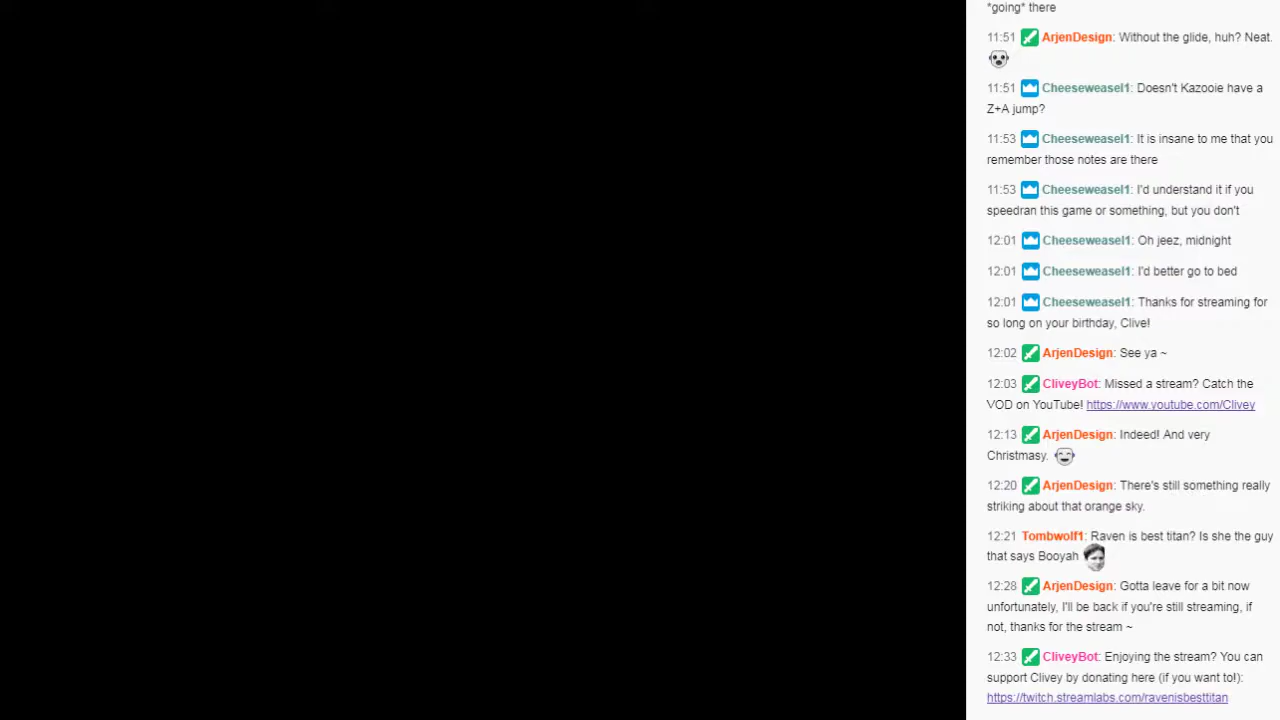 *going* there
11:51 ArjenDesign: Without the glide, huh? Neat.
11:51 Cheeseweasel1: Doesn't Kazooie have a
Z+A jump?
11:53 Cheeseweasel1: It is insane to me that you
remember those notes are there
11:53 Cheeseweasel1: I'd understand it if you
speedran this game or something, but you don't
12:01 Cheeseweasel1: Oh jeez, midnight
12:01 Cheeseweasel1: I'd better go to bed
12:01 Cheeseweasel1: Thanks for streaming for
so long on your birthday, Clive!
12:02 ArjenDesign: See ya ~
12:03 CliveyBot: Missed a stream? Catch the
VOD on YouTube! https://www.youtube.com/Clivey
12:13 ArjenDesign: Indeed! And very
Christmasy.
12:20 ArjenDesign: There's still something really
striking about that orange sky.
12:21 Tombwolf1: Raven is best titan? Is she the guy
that says Booyah
12:28 ArjenDesign: Gotta leave for a bit now
unfortunately, I'll be back if you're still streaming, if
not, thanks for the stream ~
12:33 CliveyBot: Enjoying the stream? You can
support Clivey by donating here (if you want to!):
https://twitch.streamlabs.com/ravenisbesttitan